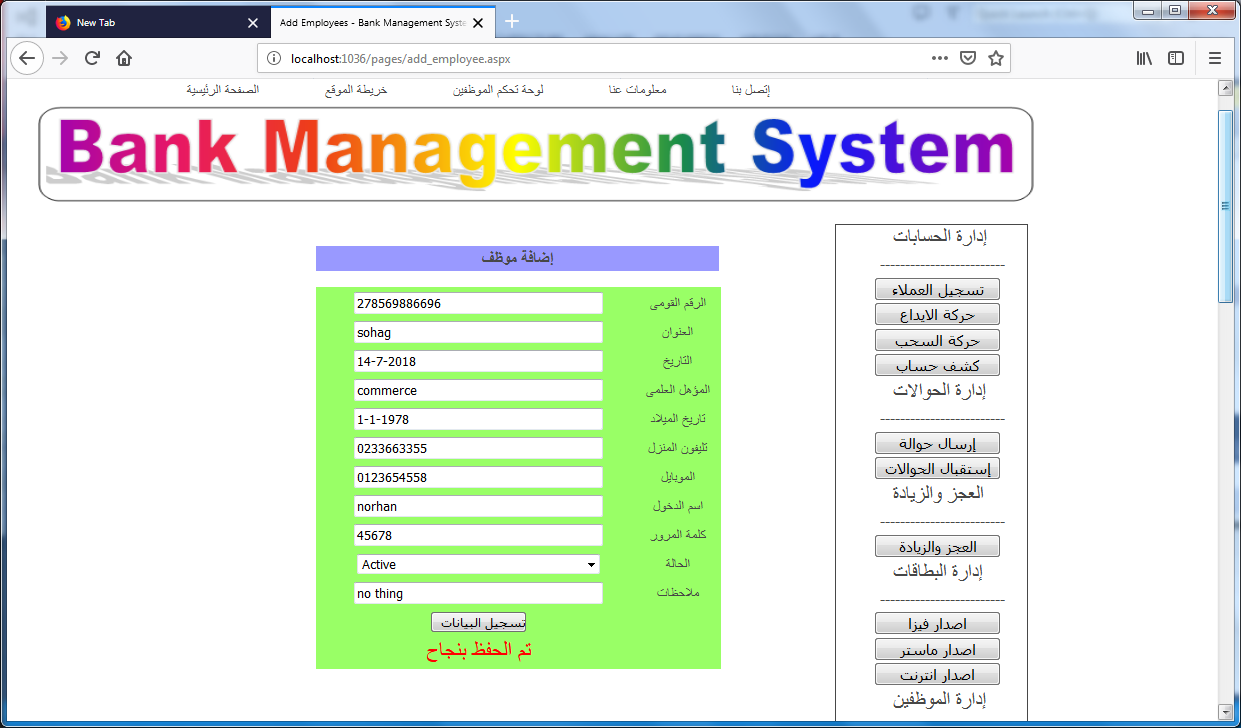 New Tab
Add Employees - Bank Management Syste
localhost:1036/pages/add_employee.aspx
الصفحة الرئيسية خريطة الموقع لوحة تحكم الموظفين معلومات عنا إتصل بنا
Bank Management System
إضافة موظف
الرقم القومى 278569886696
العنوان sohag
التاريخ 14-7-2018
المؤهل العلمى commerce
تاريخ الميلاد 1-1-1978
تليفون المنزل 0233663355
الموبايل 0123654558
اسم الدخول norhan
كلمة المرور 45678
الحالة Active
ملاحظات no thing
تسجيل البيانات
تم الحفظ بنجاح
إدارة الحسابات
-------------------------
تسجيل العملاء
حركة الايداع
حركة السحب
كشف حساب
إدارة الحوالات
-------------------------
إرسال حوالة
إستقبال الحوالات
العجز والزيادة
-------------------------
العجز والزيادة
إدارة البطاقات
-------------------------
اصدار فيزا
اصدار ماستر
اصدار انترنت
إدارة الموظفين